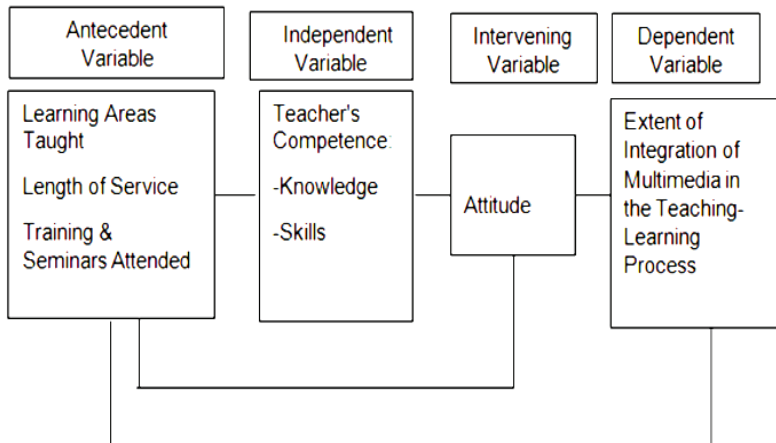 Antecedent
Variable
Independent
Variable
Intervening
Variable
Dependent
Variable
Learning Areas
Taught
Length of Service
Training &
Seminars Attended
Teacher's
Competence:
-Knowledge
-Skills
Attitude
Extent of
Integration of
Multimedia in
the Teaching-
Learning
Process